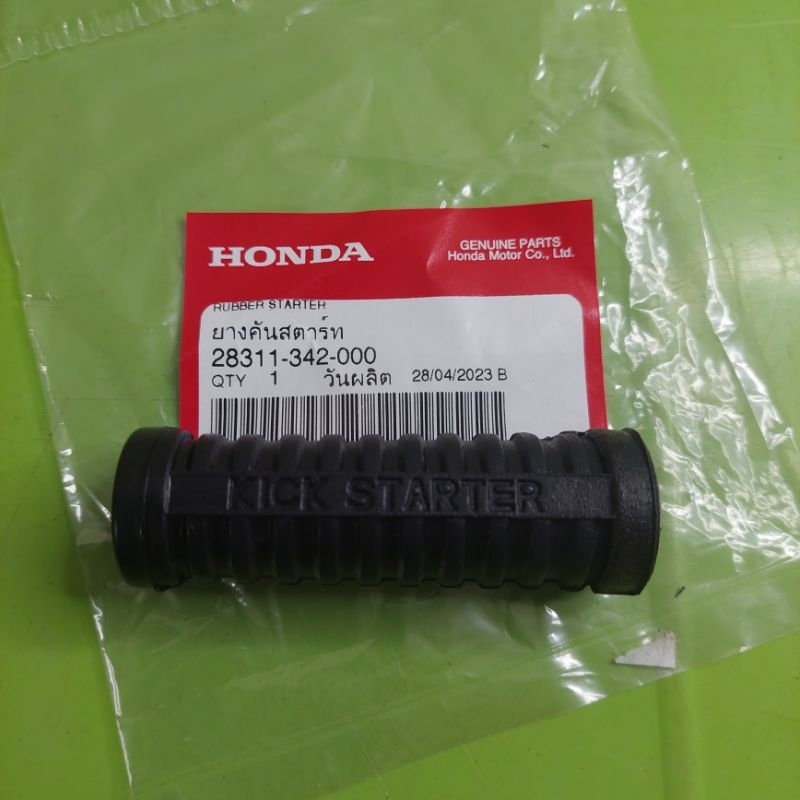 HONDA
GENUINE PARTS
Honda Motor Co., Ltd.
RUBBER STARTER
ยางคันสตาร์ท
28311-342-000
QTY 1 วันผลิต 28/04/2023 B
KICK STARTER